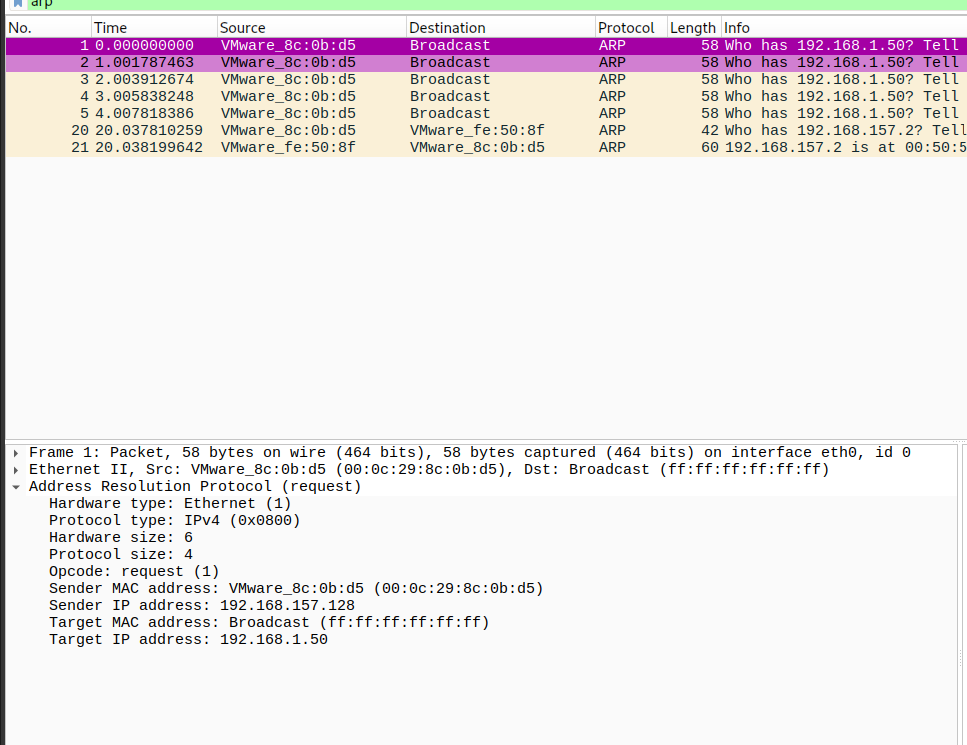 arp
No. Time Source Destination Protocol Length Info
1 0.000000000 VMware_8c:0b:d5 Broadcast ARP 58 Who has 192.168.1.50? Tell
2 1.001787463 VMware_8c:0b:d5 Broadcast ARP 58 Who has 192.168.1.50? Tell
3 2.003912674 VMware_8c:0b:d5 Broadcast ARP 58 Who has 192.168.1.50? Tell
4 3.005838248 VMware_8c:0b:d5 Broadcast ARP 58 Who has 192.168.1.50? Tell
5 4.007818386 VMware_8c:0b:d5 Broadcast ARP 58 Who has 192.168.1.50? Tell
20 20.037810259 VMware_8c:0b:d5 VMware_fe:50:8f ARP 42 Who has 192.168.157.2? Tell
21 20.038199642 VMware_fe:50:8f VMware_8c:0b:d5 ARP 60 192.168.157.2 is at 00:50:5
Frame 1: Packet, 58 bytes on wire (464 bits), 58 bytes captured (464 bits) on interface eth0, id 0
Ethernet II, Src: VMware_8c:0b:d5 (00:0c:29:8c:0b:d5), Dst: Broadcast (ff:ff:ff:ff:ff:ff)
Address Resolution Protocol (request)
Hardware type: Ethernet (1)
Protocol type: IPv4 (0x0800)
Hardware size: 6
Protocol size: 4
Opcode: request (1)
Sender MAC address: VMware_8c:0b:d5 (00:0c:29:8c:0b:d5)
Sender IP address: 192.168.157.128
Target MAC address: Broadcast (ff:ff:ff:ff:ff:ff)
Target IP address: 192.168.1.50